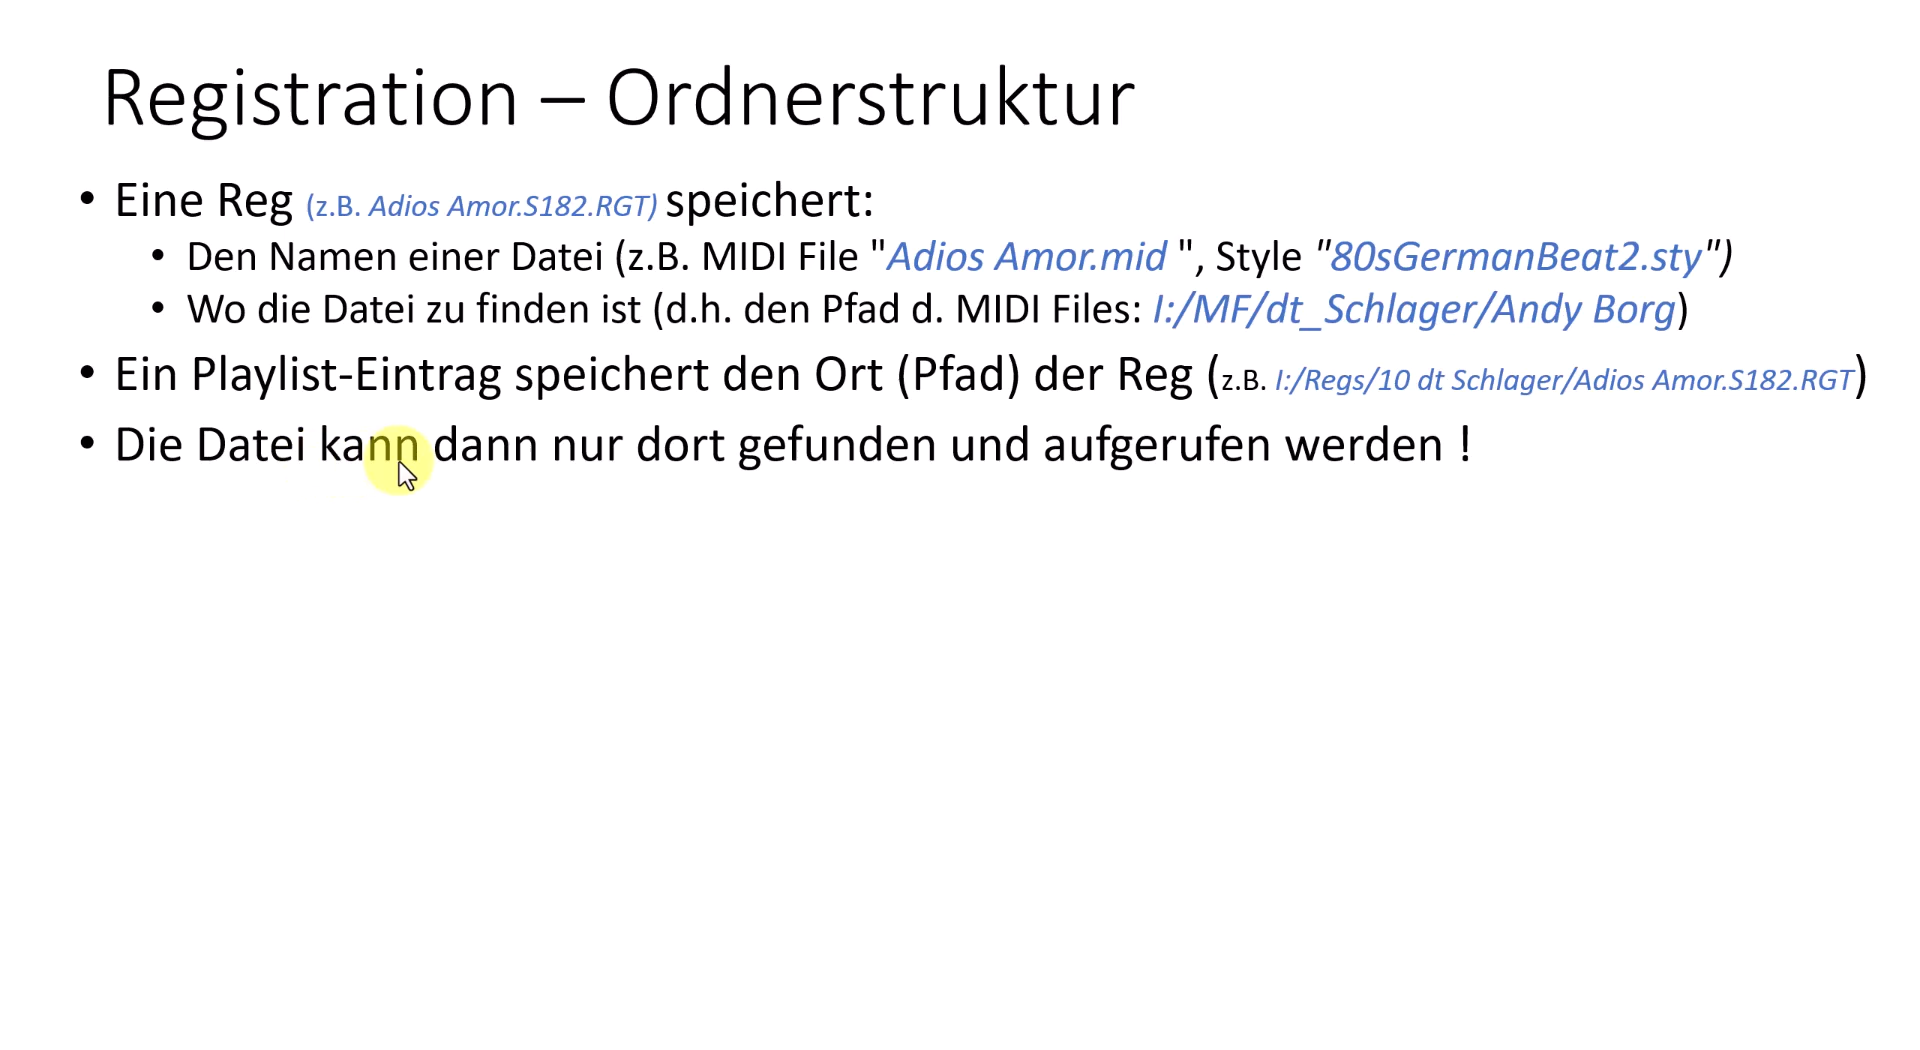 Registration – Ordnerstruktur
• Eine Reg (z.B. Adios Amor.S182.RGT) speichert:
• Den Namen einer Datei (z.B. MIDI File "Adios Amor.mid ", Style "80sGermanBeat2.sty")
• Wo die Datei zu finden ist (d.h. den Pfad d. MIDI Files: I:/MF/dt_Schlager/Andy Borg)
• Ein Playlist-Eintrag speichert den Ort (Pfad) der Reg (z.B. I:/Regs/10 dt Schlager/Adios Amor.S182.RGT)
• Die Datei kann dann nur dort gefunden und aufgerufen werden !